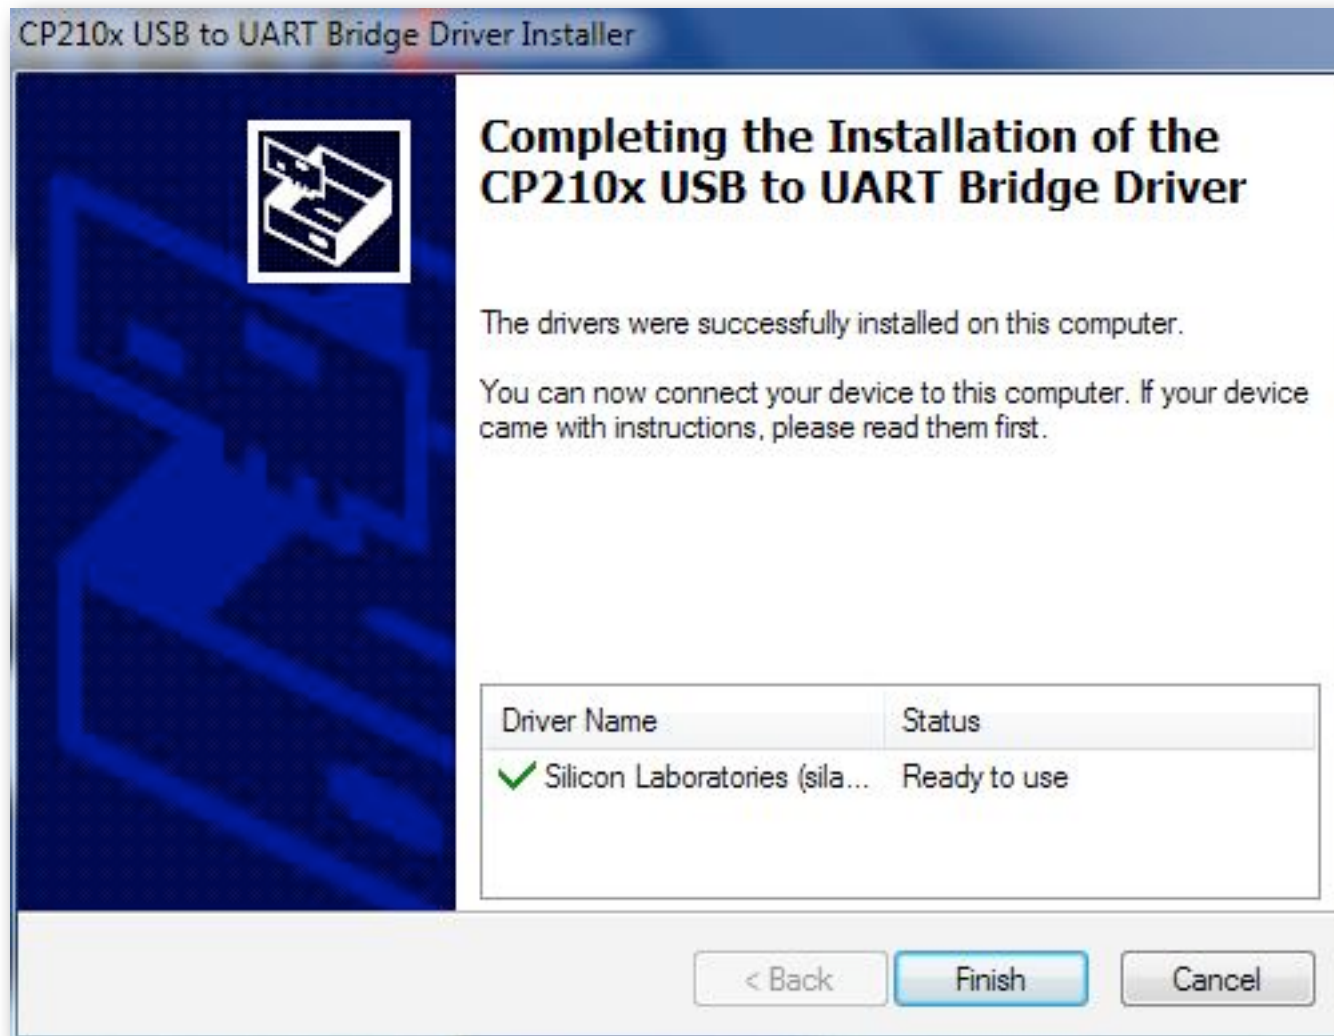 CP210x USB to UART Bridge Driver Installer
Completing the Installation of the
CP210x USB to UART Bridge Driver
The drivers were successfully installed on this computer.
You can now connect your device to this computer. If your device
came with instructions, please read them first.
Driver Name Status
Silicon Laboratories (sila... Ready to use
< Back Finish Cancel